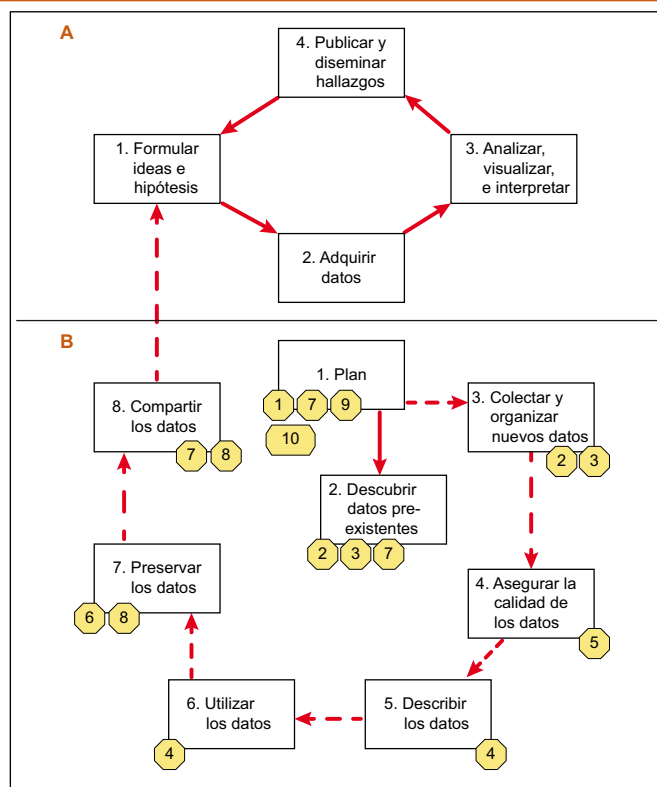 A
4. Publicar y
diseminar
hallazgos
1. Formular
ideas e
hipótesis
3. Analizar,
visualizar,
e interpretar
2. Adquirir
datos
B
1. Plan
1
7
9
10
8. Compartir
los datos
7
8
3. Colectar y
organizar
nuevos datos
2
3
2. Descubrir
datos pre-
existentes
2
3
7
7. Preservar
los datos
6
8
4. Asegurar la
calidad de
los datos
5
6. Utilizar
los datos
4
5. Describir
los datos
4